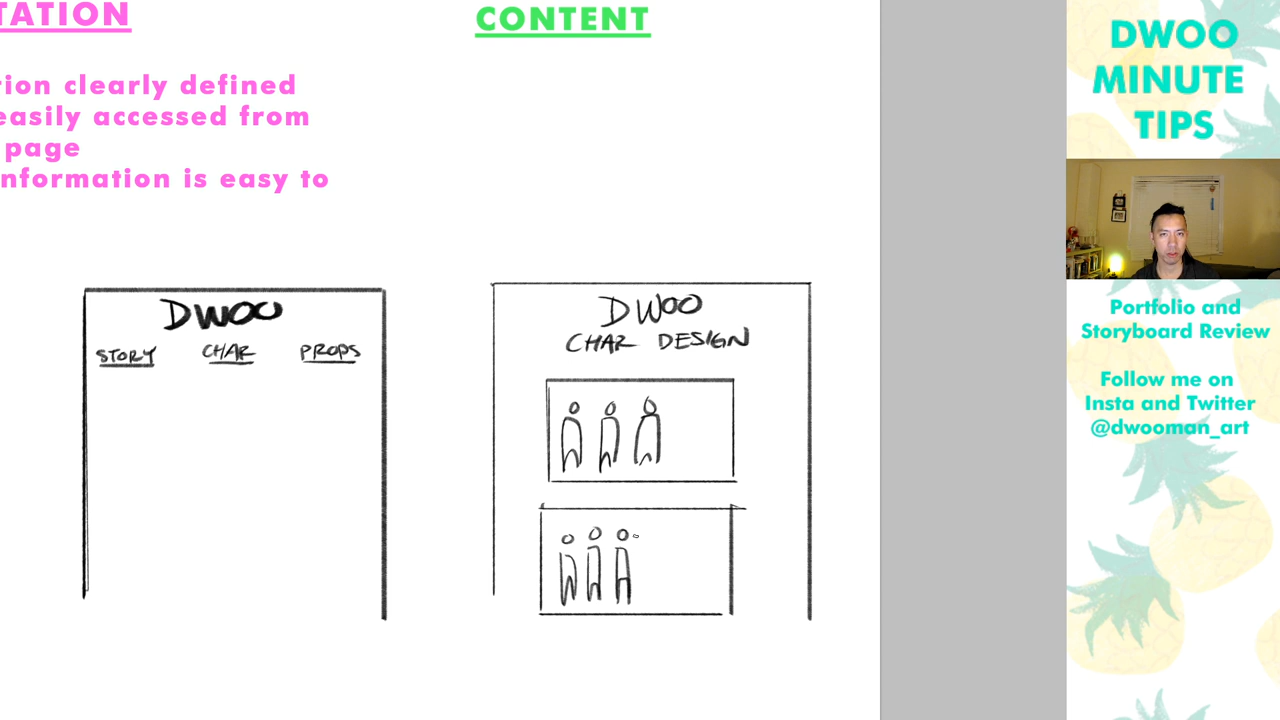 TATION
tion clearly defined
easily accessed from
page
nformation is easy to
CONTENT
DWOO
STORY CHAR PROPS
DWOO
CHAR DESIGN
DWOO
MINUTE
TIPS
Portfolio and
Storyboard Review
Follow me on
Insta and Twitter
@dwooman_art